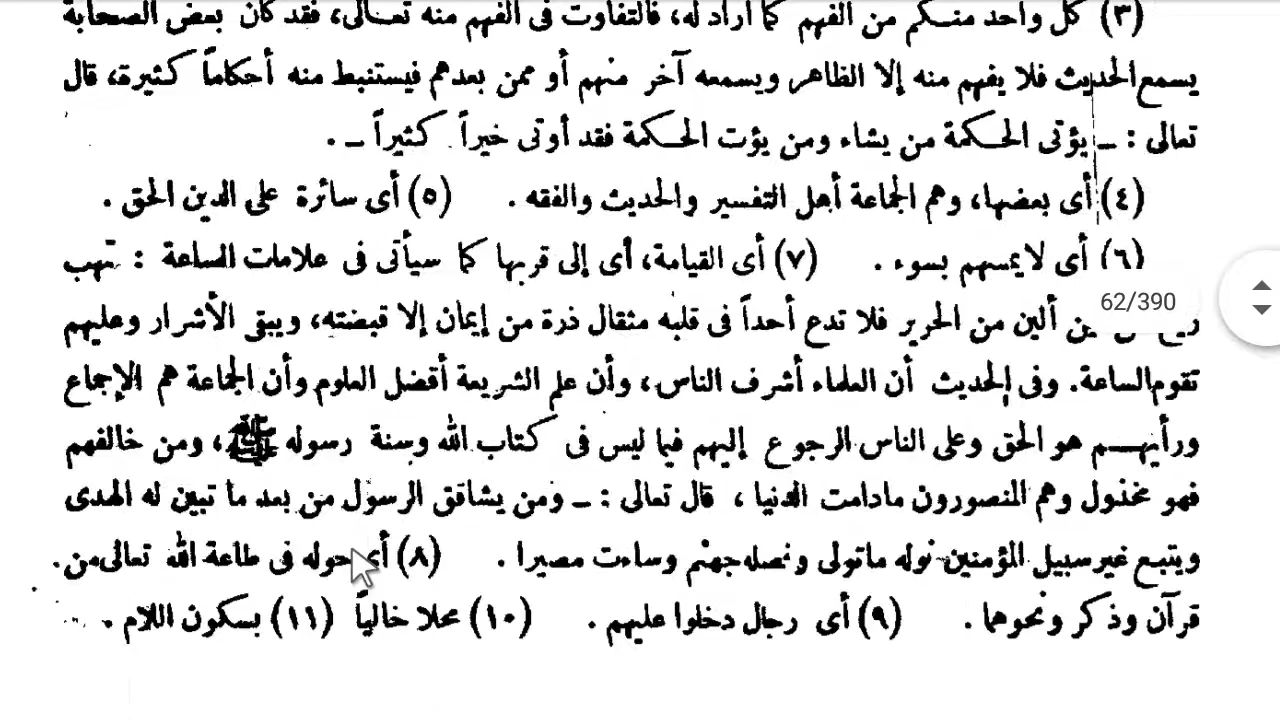 (٣) كل واحد منكم من الفهم كما أراد له، فالتفاوت فى الفهم منه تعالى، فقد كان بعض الصحابة
يسمع الحديث فلا يفهم منه إلا الظاهر ويسمعه آخر منهم أو ممن بعدهم فيستنبط منه أحكاماً كثيرة، قال
تعالى : ــ يؤتى الحكمة من يشاء ومن يؤت الحكمة فقد أوتى خيراً كثيراً ــ .
(٤) أى بعضها، وهم الجماعة أهل التفسير والحديث والفقه . (٥) أى سائرة على الدين الحق .
(٦) أى لا يمسهم بسوء . (٧) أى القيامة، أى إلى قربها كما سيأتى فى علامات الساعة : تهب
ألين من الحرير فلا تدع أحداً فى قلبه مثقال ذرة من إيمان إلا قبضته، ويبقى الأشرار وعليهم
62/390
تقوم الساعة. وفى الحديث أن العلماء أشرف الناس، وأن علم الشريعة أفضل العلوم وأن الجماعة هم الإجماع
ورأيهم هو الحق وعلى الناس الرجوع إليهم فيما ليس فى كتاب الله وسنة رسوله ﷺ، ومن خالفهم
فهو مخذول وهم المنصورون مادامت الدنيا ، قال تعالى : ــ ومن يشاقق الرسول من بعد ما تبين له الهدى
ويتبع غير سبيل المؤمنين نوله ماتولى ونصله جهنم وساءت مصيرا . (٨) أى حوله فى طاعة الله تعالى من
قرآن وذكر ونحوهما . (٩) أى رجال دخلوا عليهم . (١٠) محلا خالياً (١١) بسكون اللام .